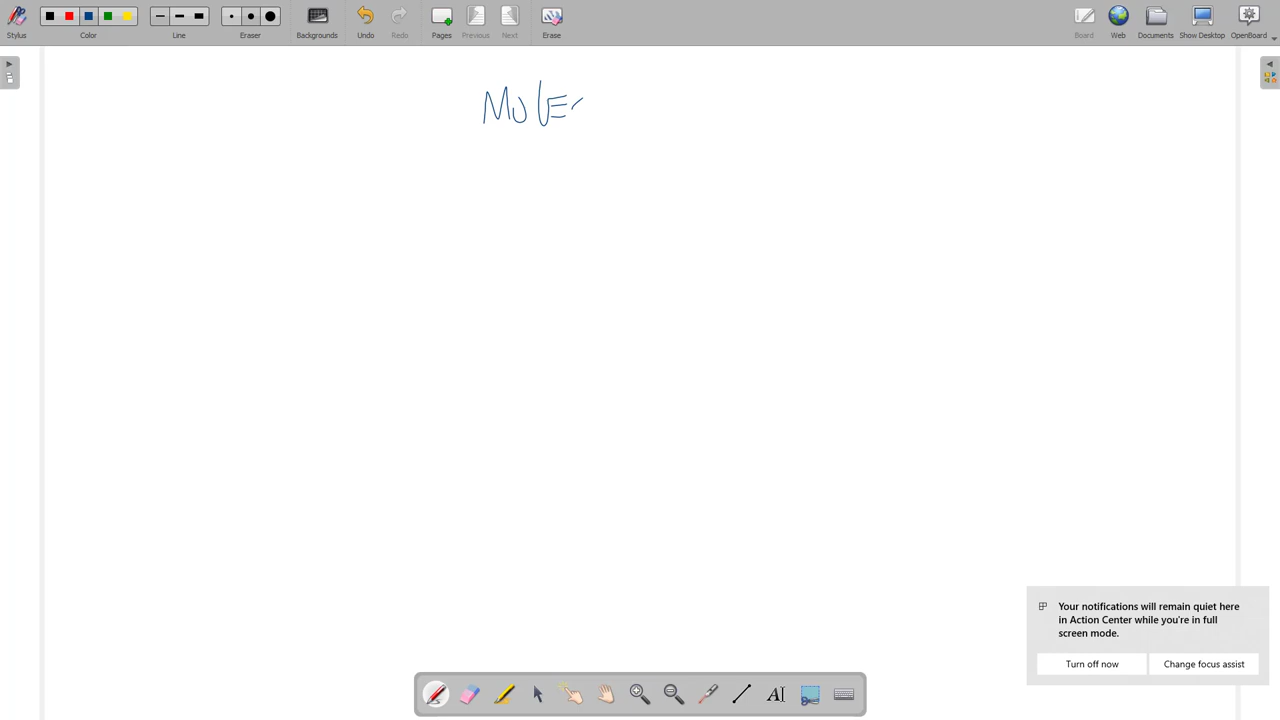 Stylus
Color
Line
Eraser
Backgrounds
Undo
Redo
Pages
Previous
Next
Erase
Board
Web
Documents
Show Desktop
OpenBoard
Your notifications will remain quiet here
in Action Center while you're in full
screen mode.
Turn off now
Change focus assist